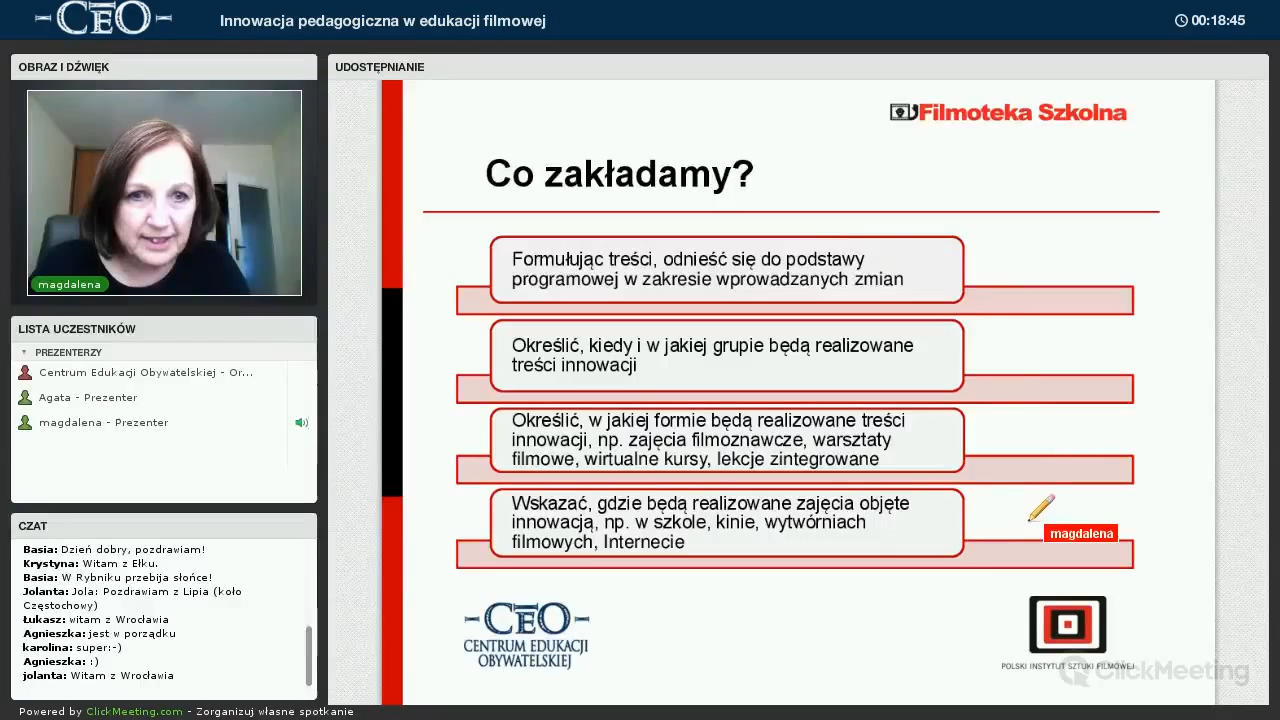 CEO
Innowacja pedagogiczna w edukacji filmowej
00:18:45
OBRAZ I DŹWIĘK
magdalena
LISTA UCZESTNIKÓW
PREZENTERZY
Centrum Edukacji Obywatelskiej - Or...
Agata - Prezenter
magdalena - Prezenter
CZAT
Basia: Dzień dobry, pozdrawiam!
Krystyna: Witam z Ełku.
Basia: W Rybniku przebija słońce!
Jolanta: Jola: Pozdrawiam z Lipia (koło
Częstochowy)
Łukasz: witam z Wrocławia
Agnieszka: jest w porządku
karolina: super:-)
Agnieszka: :)
jolanta: Witam z Wrocławia
UDOSTĘPNIANIE
Filmoteka Szkolna
Co zakładamy?
Formułując treści, odnieść się do podstawy
programowej w zakresie wprowadzanych zmian
Określić, kiedy i w jakiej grupie będą realizowane
treści innowacji
Określić, w jakiej formie będą realizowane treści
innowacji, np. zajęcia filmoznawcze, warsztaty
filmowe, wirtualne kursy, lekcje zintegrowane
Wskazać, gdzie będą realizowane zajęcia objęte
innowacją, np. w szkole, kinie, wytwórniach
filmowych, Internecie
magdalena
CEO
CENTRUM EDUKACJI
OBYWATELSKIEJ
POLSKI INSTYTUT SZTUKI FILMOWEJ
ClickMeeting
Powered by ClickMeeting.com - Zorganizuj własne spotkanie